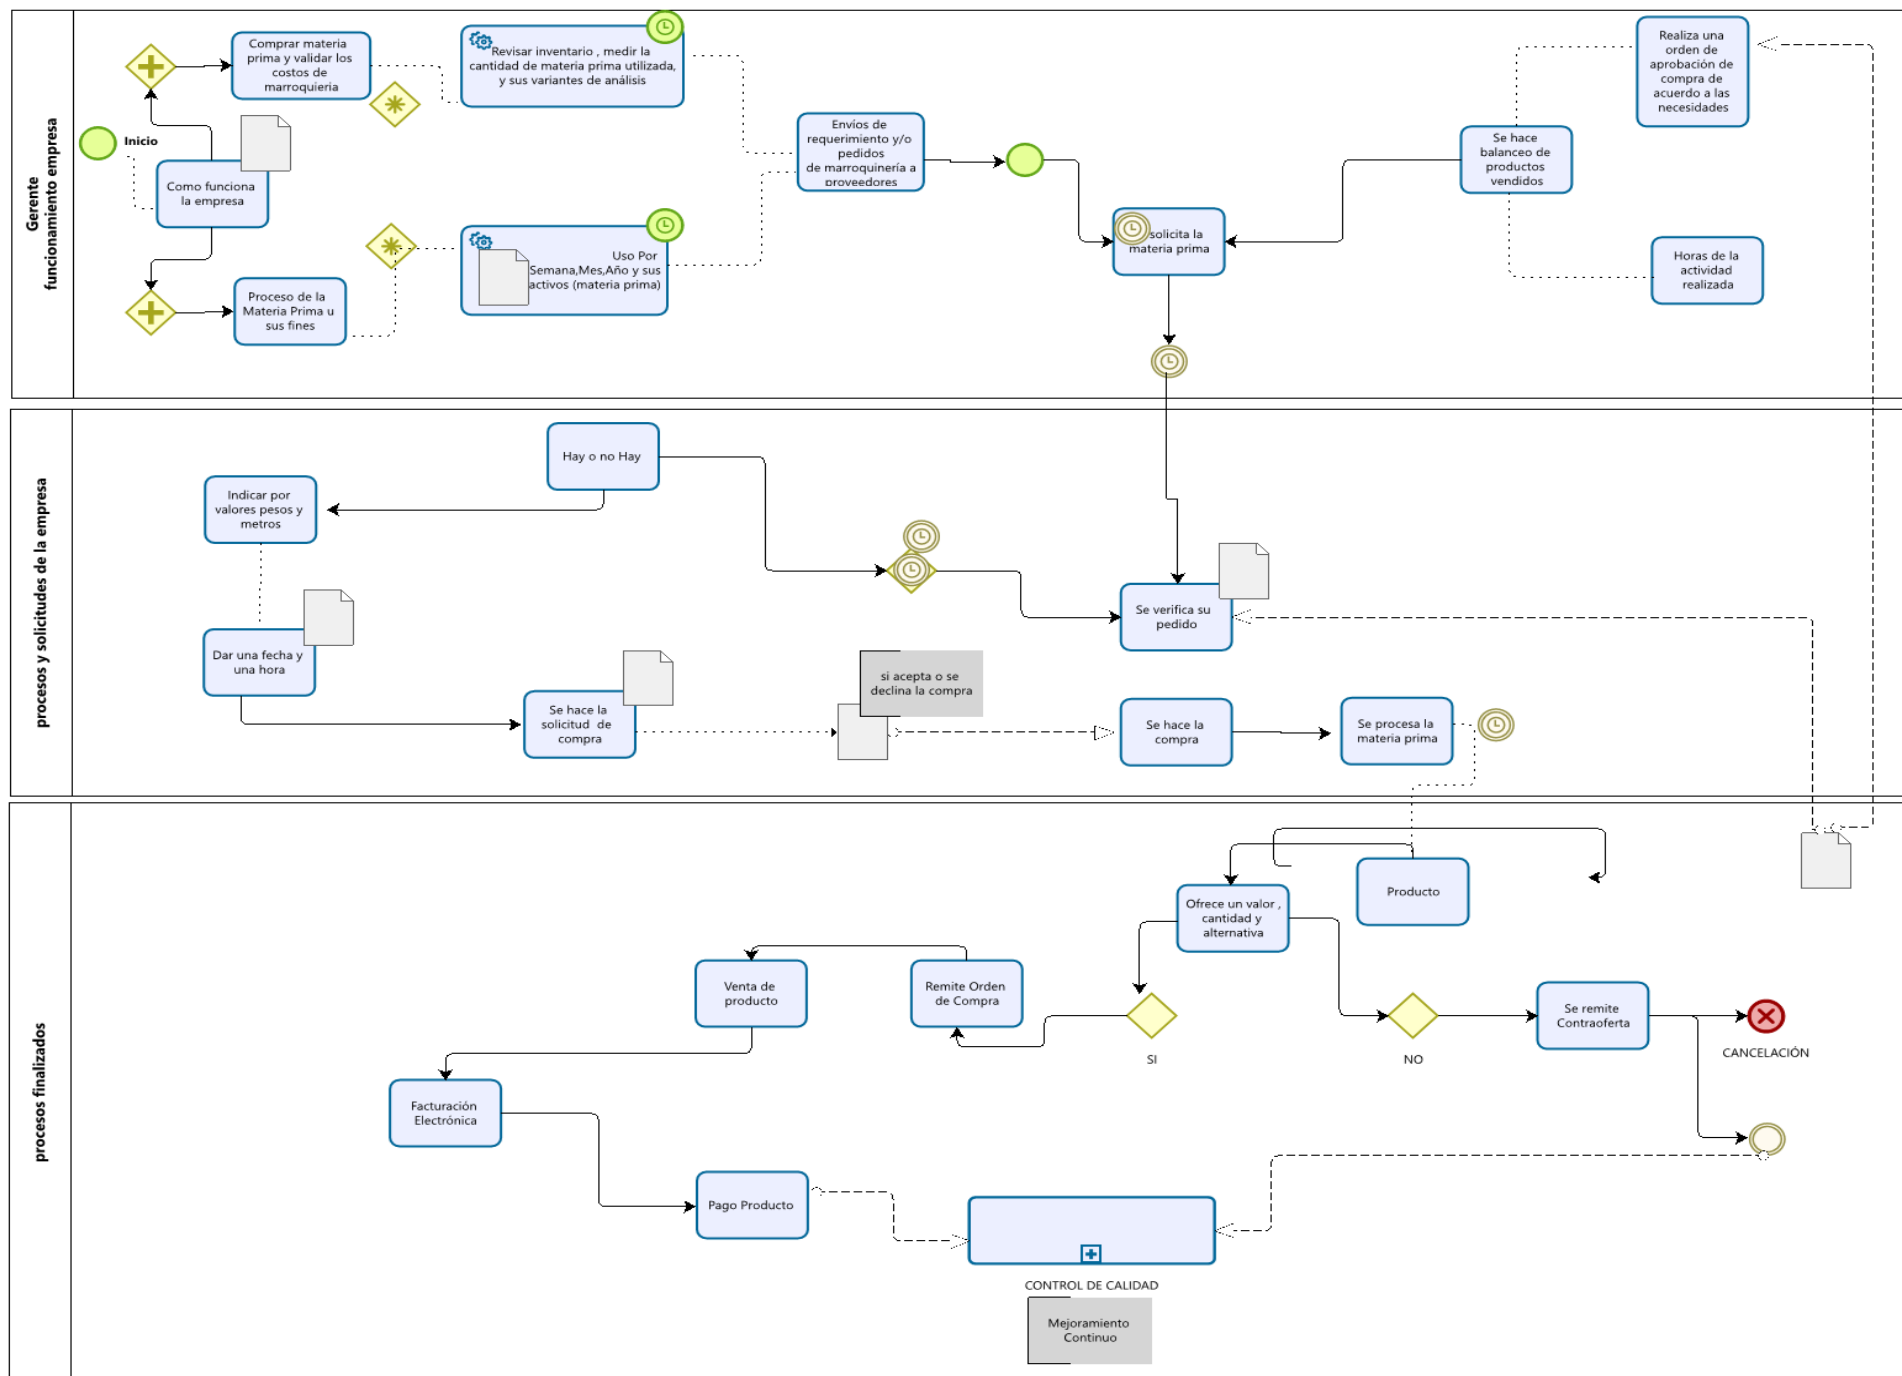 Gerente
funcionamiento empresa
Inicio
Comprar materia
prima y validar los
costos de
marroquieria
Revisar inventario , medir la
cantidad de materia prima utilizada,
y sus variantes de análisis
Como funciona
la empresa
Proceso de la
Materia Prima u
sus fines
Uso Por
Semana,Mes,Año y sus
activos (materia prima)
Envíos de
requerimiento y/o
pedidos
de marroquinería a
proveedores
solicita la
materia prima
Se hace
balanceo de
productos
vendidos
Realiza una
orden de
aprobación de
compra de
acuerdo a las
necesidades
Horas de la
actividad
realizada
procesos y solicitudes de la empresa
Hay o no Hay
Indicar por
valores pesos y
metros
Dar una fecha y
una hora
Se hace la
solicitud de
compra
si acepta o se
declina la compra
Se verifica su
pedido
Se hace la
compra
Se procesa la
materia prima
procesos finalizados
Producto
Ofrece un valor ,
cantidad y
alternativa
Venta de
producto
Remite Orden
de Compra
SI
NO
Se remite
Contraoferta
CANCELACIÓN
Facturación
Electrónica
Pago Producto
CONTROL DE CALIDAD
Mejoramiento
Continuo